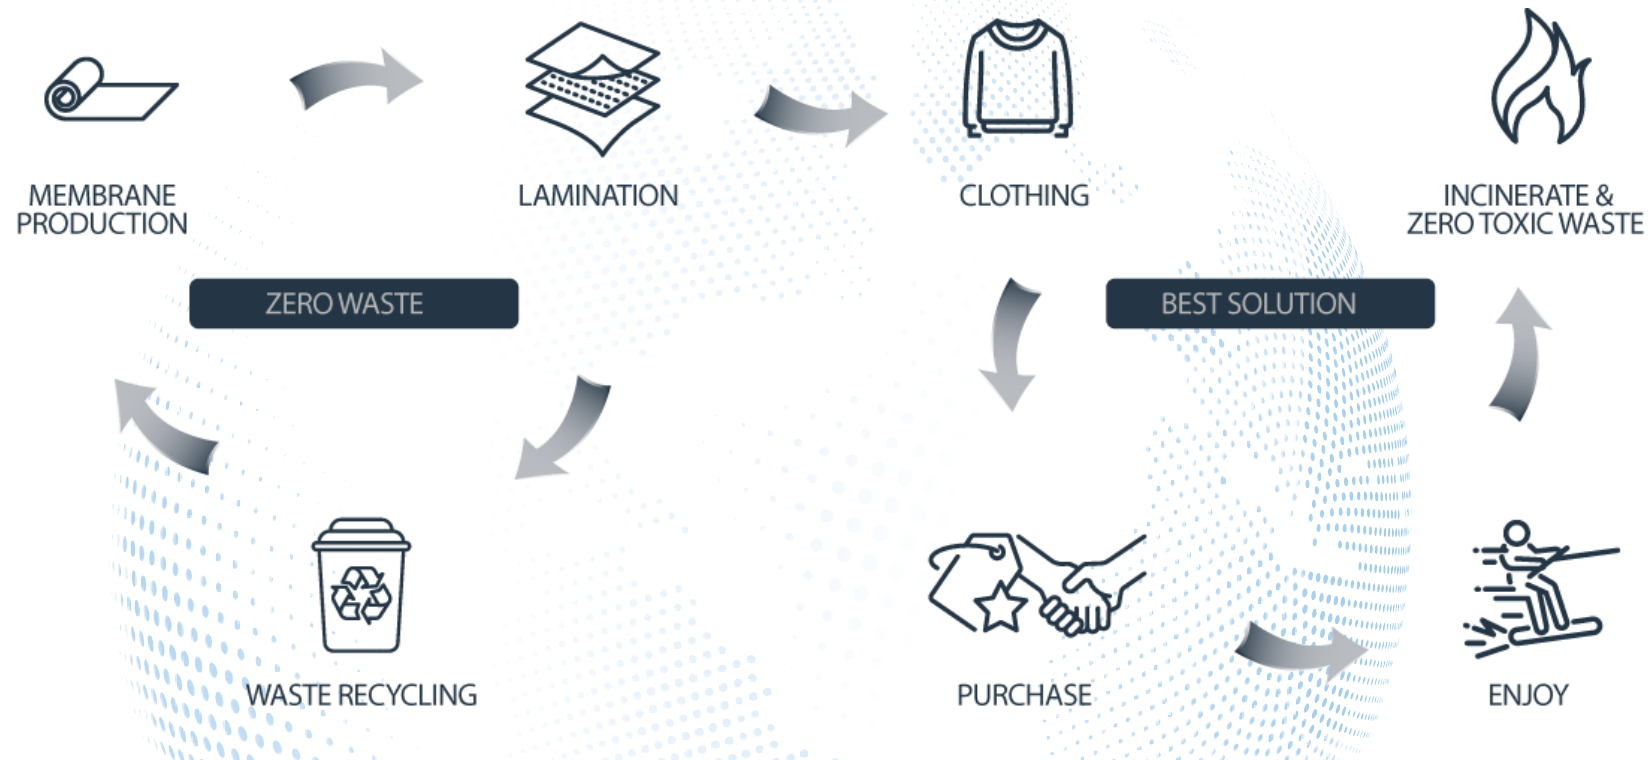 MEMBRANE
PRODUCTION
LAMINATION
CLOTHING
INCINERATE &
ZERO TOXIC WASTE
ZERO WASTE
BEST SOLUTION
WASTE RECYCLING
PURCHASE
ENJOY